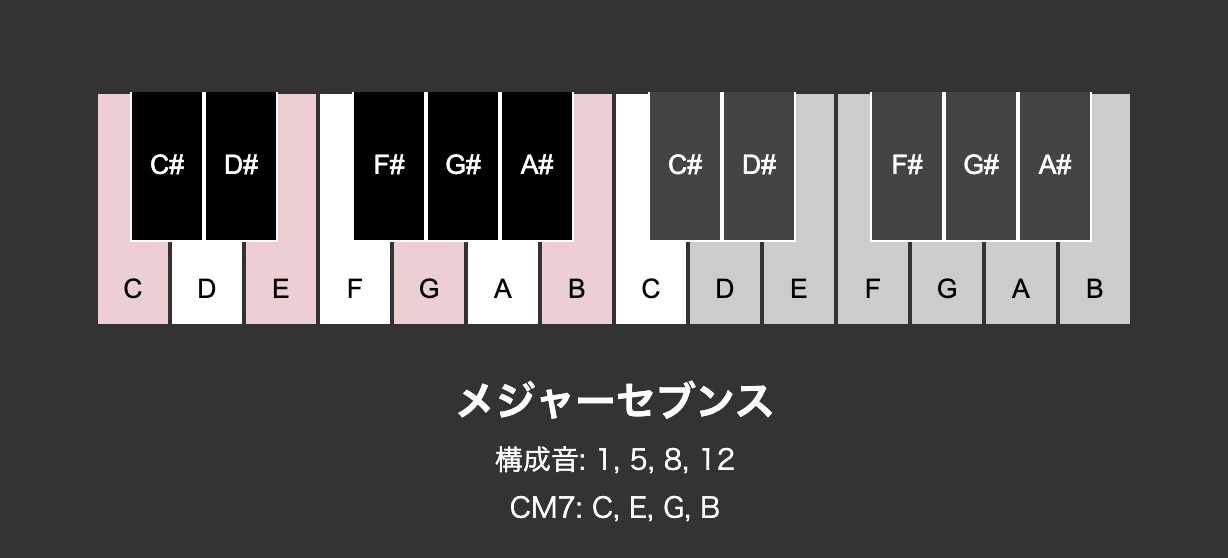 C# D# F# G# A# C# D# F# G# A#
C D E F G A B C D E F G A B
メジャーセブンス
構成音: 1, 5, 8, 12
CM7: C, E, G, B